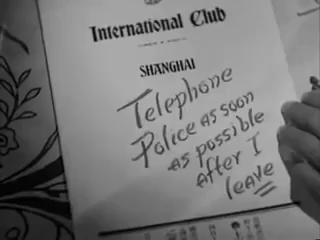 International Club
SHANGHAI
Telephone
Police as soon
as possible
after I
leave